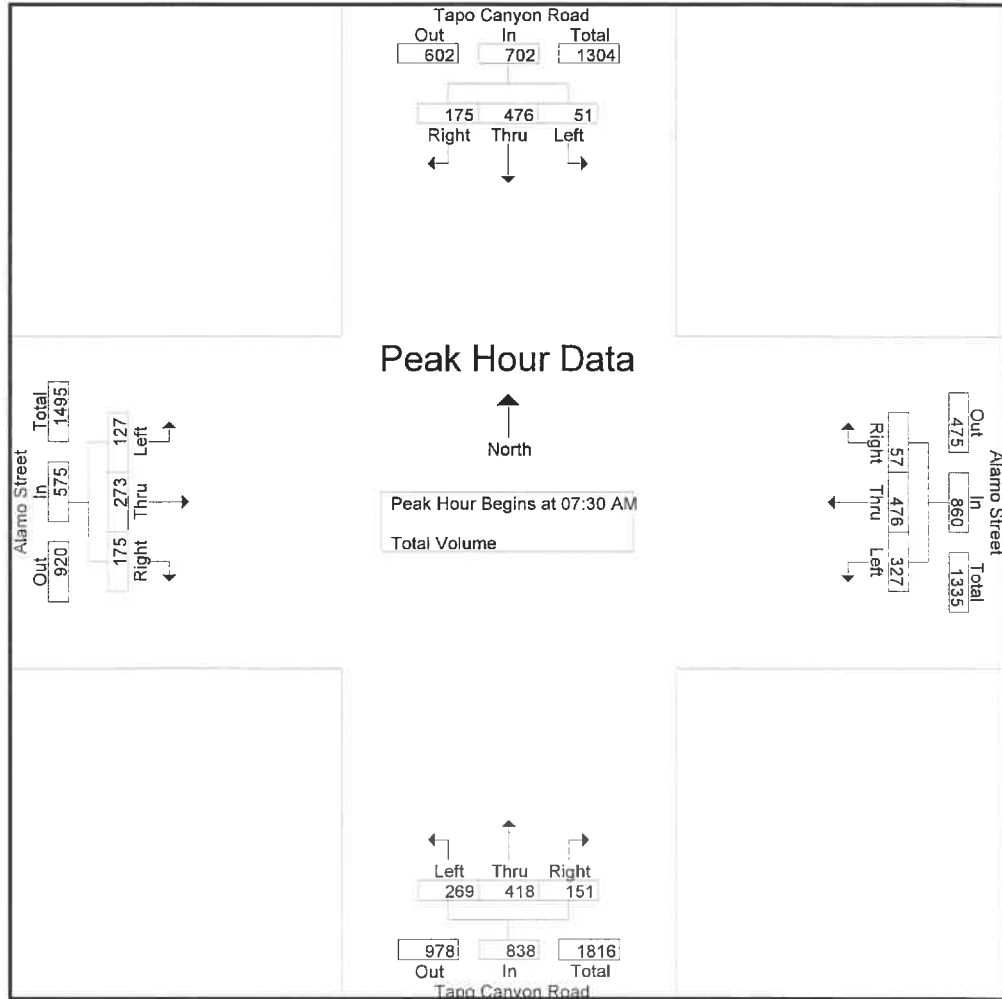 Tapo Canyon Road
Out In Total
602 702 1304
175 476 51
Right Thru Left
Peak Hour Data
North
Peak Hour Begins at 07:30 AM
Total Volume
Alamo Street
Out In Total
920 575 1495
Right Thru Left
175 273 127
Alamo Street
Out In Total
475 860 1335
Right Thru Left
57 476 327
Left Thru Right
269 418 151
978 838 1816
Out In Total
Tapo Canyon Road